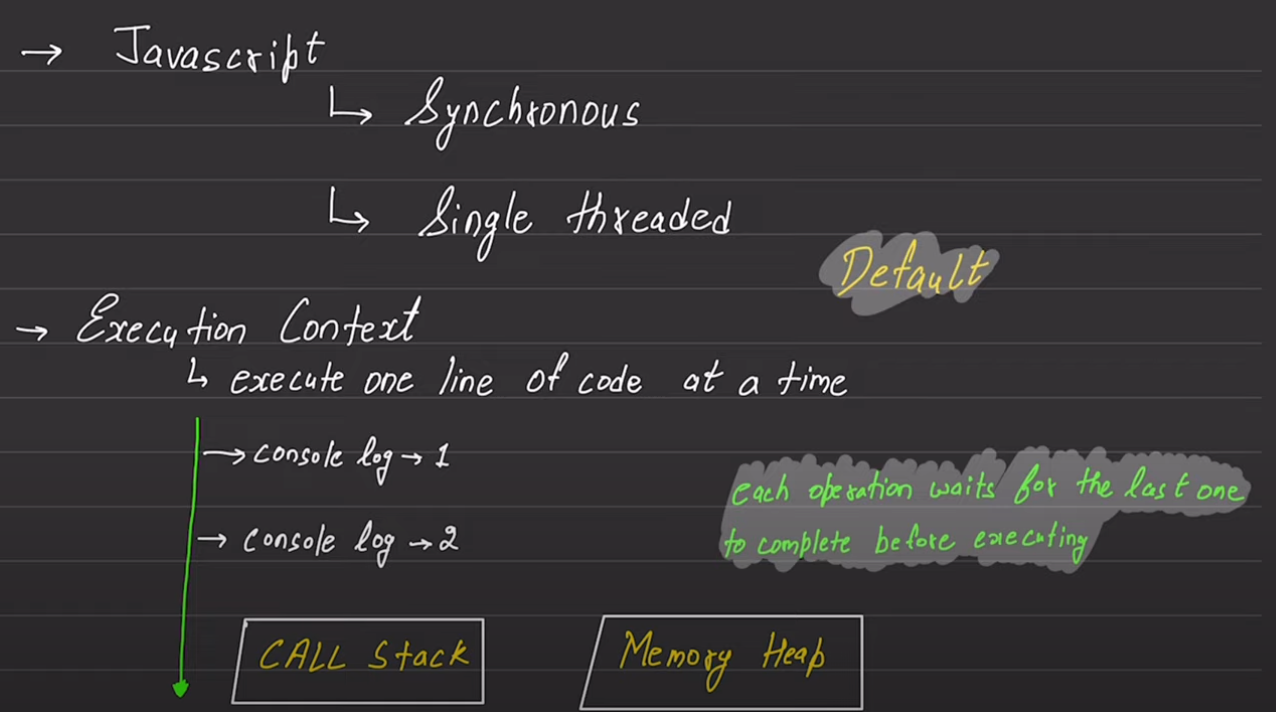 → Javascript
↳ Synchronous
↳ Single threaded
Default
→ Execution Context
↳ execute one line of code at a time
→ console log → 1
each operation waits for the last one
→ console log → 2
to complete before executing
CALL Stack
Memory Heap